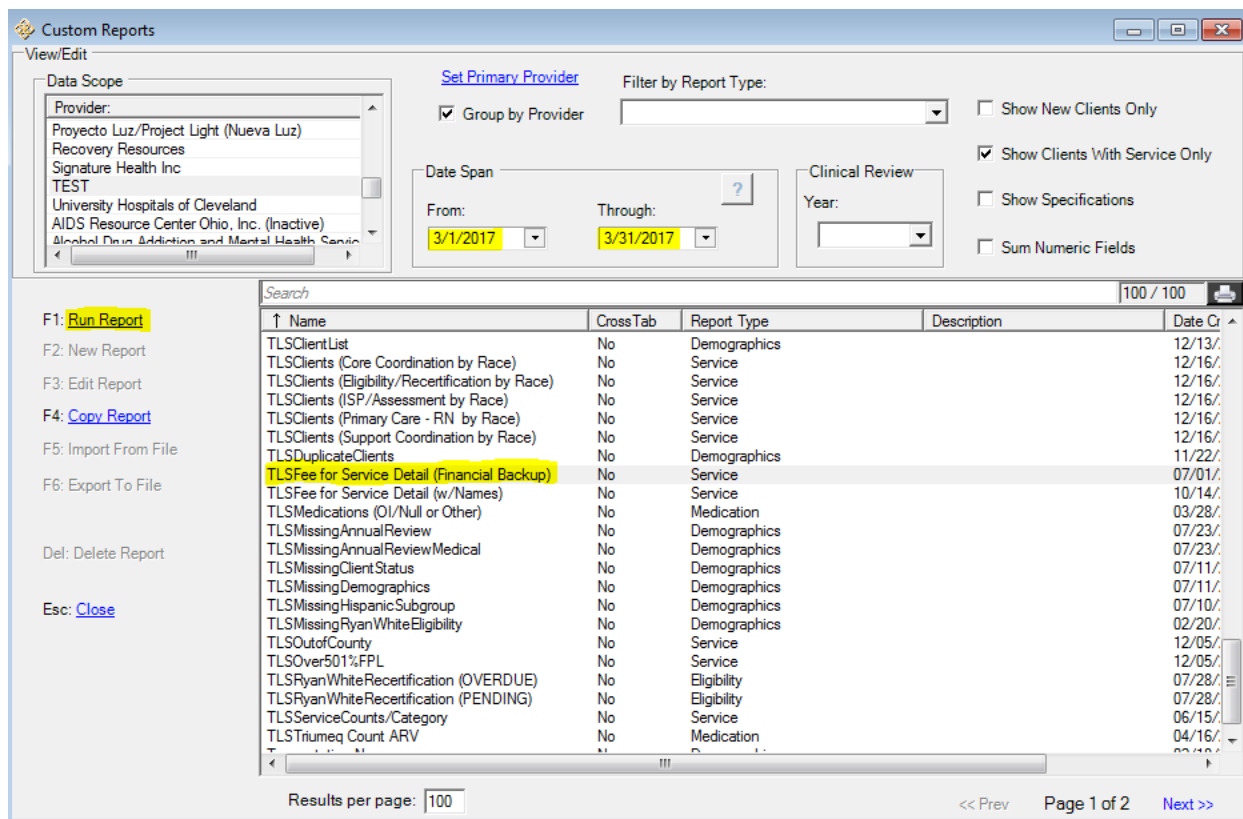 Custom Reports
View/Edit
Data Scope
Provider:
Proyecto Luz/Project Light (Nueva Luz)
Recovery Resources
Signature Health Inc
TEST
University Hospitals of Cleveland
AIDS Resource Center Ohio, Inc. (Inactive)
Alcohol Drug Addiction and Mental Health Servic
Set Primary Provider
Group by Provider
Filter by Report Type:
Date Span
?
From: Through:
3/1/2017 3/31/2017
Clinical Review
Year:
Show New Clients Only
Show Clients With Service Only
Show Specifications
Sum Numeric Fields
F1: Run Report
F2: New Report
F3: Edit Report
F4: Copy Report
F5: Import From File
F6: Export To File
Del: Delete Report
Esc: Close
Search 100 / 100
↑ Name CrossTab Report Type Description Date Cr
TLSClientList No Demographics 12/13/
TLSClients (Core Coordination by Race) No Service 12/16/
TLSClients (Eligibility/Recertification by Race) No Service 12/16/
TLSClients (ISP/Assessment by Race) No Service 12/16/
TLSClients (Primary Care - RN by Race) No Service 12/16/
TLSClients (Support Coordination by Race) No Service 12/16/
TLSDuplicateClients No Demographics 11/22/
TLSFee for Service Detail (Financial Backup) No Service 07/01/
TLSFee for Service Detail (w/Names) No Service 10/14/
TLSMedications (OI/Null or Other) No Medication 03/28/
TLSMissingAnnualReview No Demographics 07/23/
TLSMissingAnnualReviewMedical No Demographics 07/23/
TLSMissingClientStatus No Demographics 07/11/
TLSMissingDemographics No Demographics 07/11/
TLSMissingHispanicSubgroup No Demographics 07/10/
TLSMissingRyanWhiteEligibility No Demographics 02/20/
TLSOutofCounty No Service 12/05/
TLSOver501%FPL No Service 12/05/
TLSRyanWhiteRecertification (OVERDUE) No Eligibility 07/28/
TLSRyanWhiteRecertification (PENDING) No Eligibility 07/28/
TLSServiceCounts/Category No Service 06/15/
TLSTriumeq Count ARV No Medication 04/16/
Results per page: 100
<< Prev Page 1 of 2 Next >>